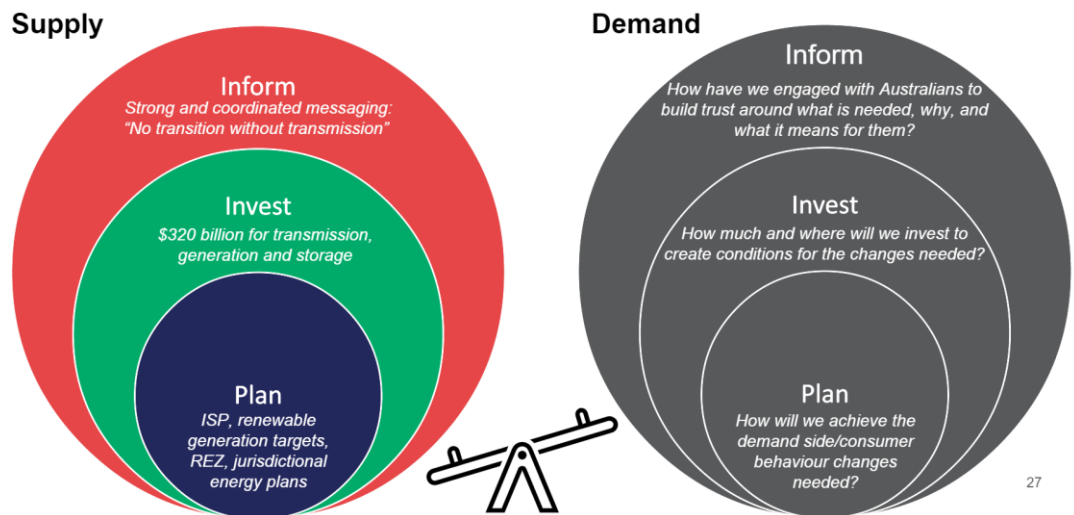 Supply
Inform
Strong and coordinated messaging:
“No transition without transmission”
Invest
$320 billion for transmission,
generation and storage
Plan
ISP, renewable
generation targets,
REZ, jurisdictional
energy plans
Demand
Inform
How have we engaged with Australians to
build trust around what is needed, why, and
what it means for them?
Invest
How much and where will we invest to
create conditions for the changes needed?
Plan
How will we achieve the
demand side/consumer
behaviour changes
needed?
27